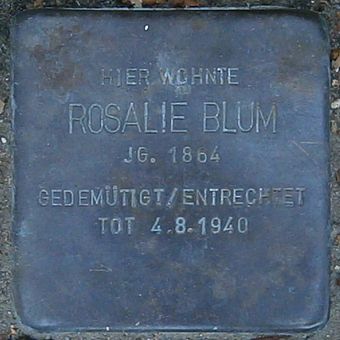 HIER WOHNTE
ROSALIE BLUM
JG. 1864
GEDEMÜTIGT/ENTRECHTET
TOT 4.8.1940